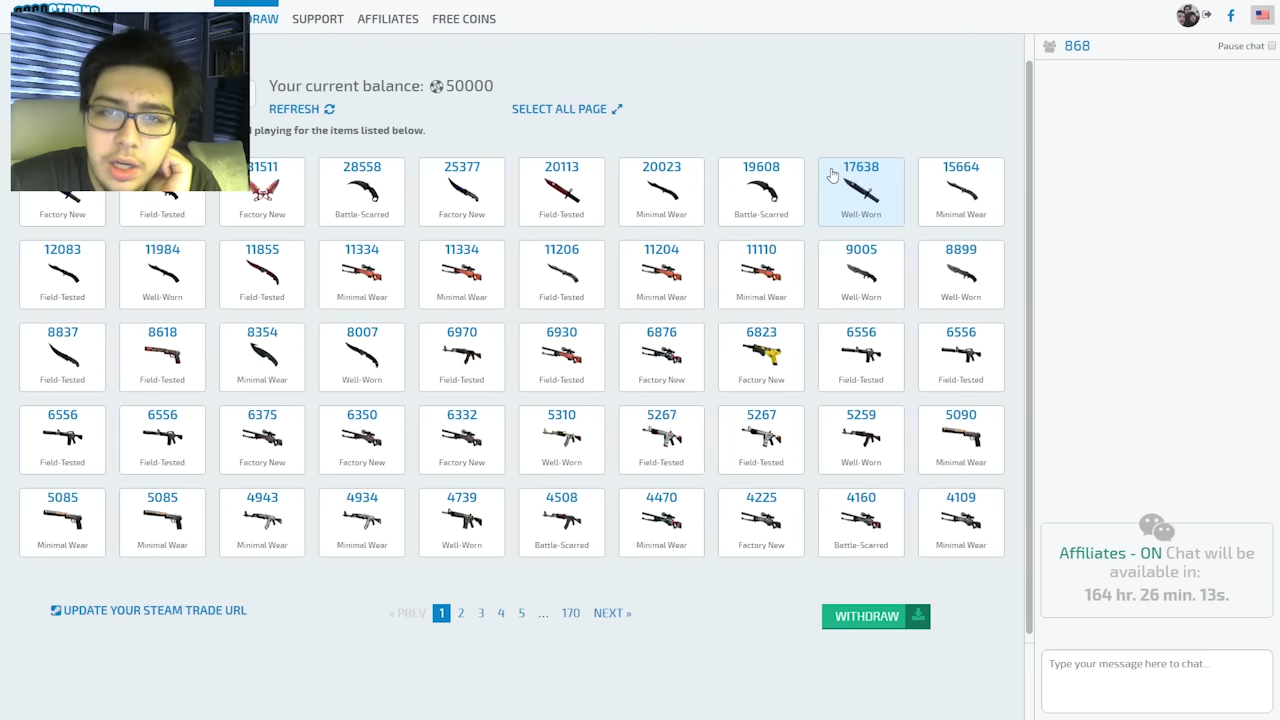 SUPPORT AFFILIATES FREE COINS
868 Pause chat
Your current balance: 50000
REFRESH SELECT ALL PAGE
playing for the items listed below.
28558 25377 20113 20023 19608 17638 15664
Factory New Field-Tested Factory New Battle-Scarred Factory New Field-Tested Minimal Wear Battle-Scarred Well-Worn Minimal Wear
12083 11984 11855 11334 11334 11206 11204 11110 9005 8899
Field-Tested Well-Worn Field-Tested Minimal Wear Minimal Wear Field-Tested Minimal Wear Minimal Wear Well-Worn Well-Worn
8837 8618 8354 8007 6970 6930 6876 6823 6556 6556
Field-Tested Field-Tested Minimal Wear Well-Worn Field-Tested Field-Tested Factory New Factory New Field-Tested Field-Tested
6556 6556 6375 6350 6332 5310 5267 5267 5259 5090
Field-Tested Field-Tested Factory New Factory New Factory New Well-Worn Field-Tested Field-Tested Well-Worn Minimal Wear
5085 5085 4943 4934 4739 4508 4470 4225 4160 4109
Minimal Wear Minimal Wear Minimal Wear Minimal Wear Well-Worn Battle-Scarred Minimal Wear Factory New Battle-Scarred Minimal Wear
UPDATE YOUR STEAM TRADE URL
« PREV 1 2 3 4 5 ... 170 NEXT »
WITHDRAW
Affiliates - ON Chat will be
available in:
164 hr. 26 min. 13s.
Type your message here to chat...